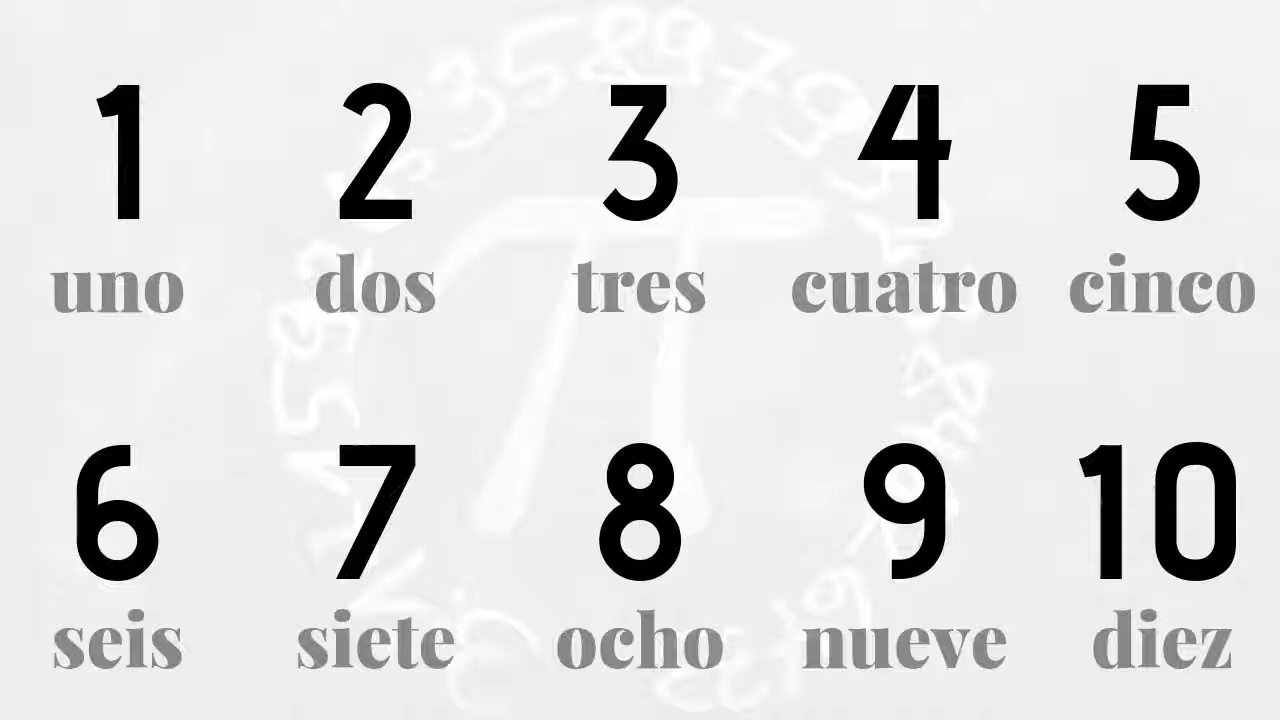 1 2 3 4 5
uno dos tres cuatro cinco
6 7 8 9 10
seis siete ocho nueve diez